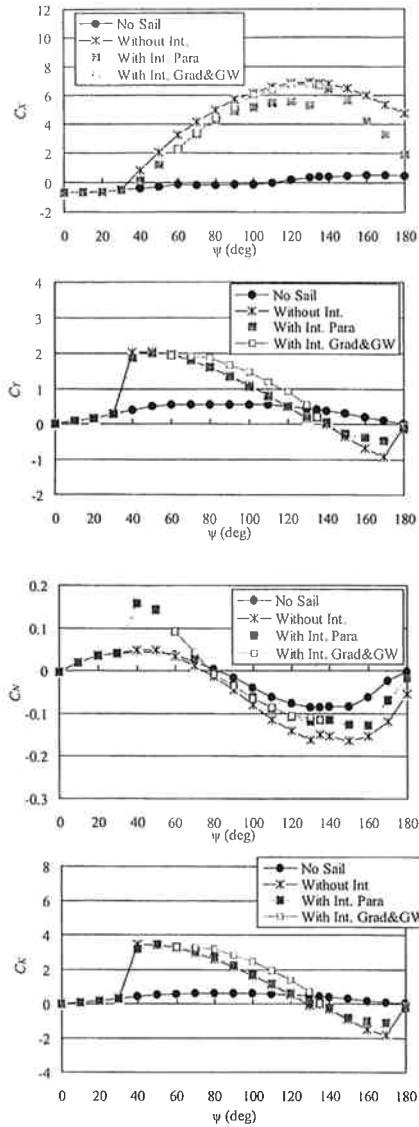 12
10
8
6
4
2
0
-2
C_X
No Sail
Without Int.
With Int. Para
With Int. Grad&GW
0 20 40 60 80 100 120 140 160 180
ψ (deg)
4
3
2
1
0
-1
-2
C_Y
No Sail
Without Int.
With Int. Para
With Int. Grad&GW
0 20 40 60 80 100 120 140 160 180
ψ (deg)
0.2
0.1
0
-0.1
-0.2
-0.3
C_N
No Sail
Without Int.
With Int. Para
With Int. Grad&GW
0 20 40 60 80 100 120 140 160 180
ψ (deg)
8
6
4
2
0
-2
-4
C_K
No Sail
Without Int
With Int. Para
With Int. Grad&GW
0 20 40 60 80 100 120 140 160 180
ψ (deg)